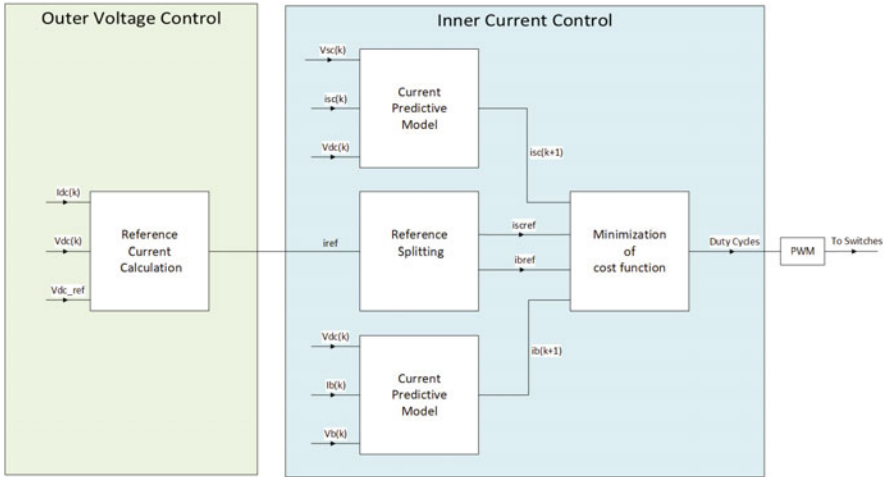 Outer Voltage Control
Inner Current Control
Idc(k)
Vdc(k)
Vdc_ref
Reference
Current
Calculation
iref
Vsc(k)
isc(k)
Vdc(k)
Current
Predictive
Model
isc(k+1)
Reference
Splitting
iscref
ibref
Vdc(k)
Ib(k)
Vb(k)
Current
Predictive
Model
ib(k+1)
Minimization
of
cost function
Duty Cycles
PWM
To Switches